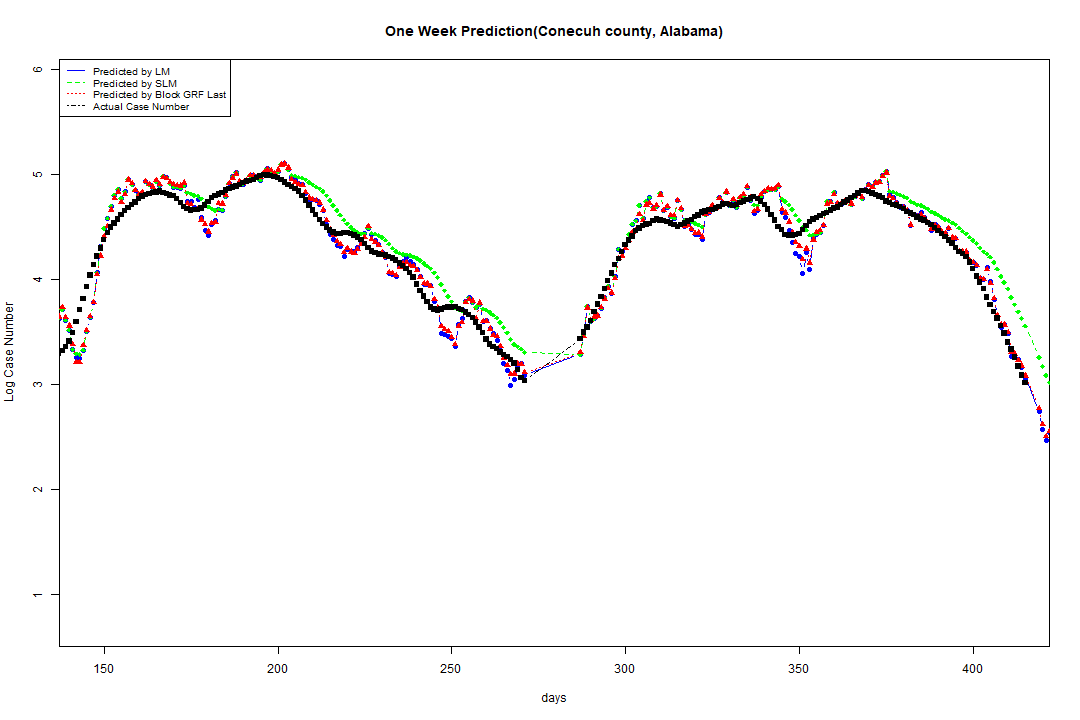 One Week Prediction(Conecuh county, Alabama)
Predicted by LM
Predicted by SLM
Predicted by Block GRF Last
Actual Case Number
Log Case Number
6
5
4
3
2
1
150
200
250
300
350
400
days